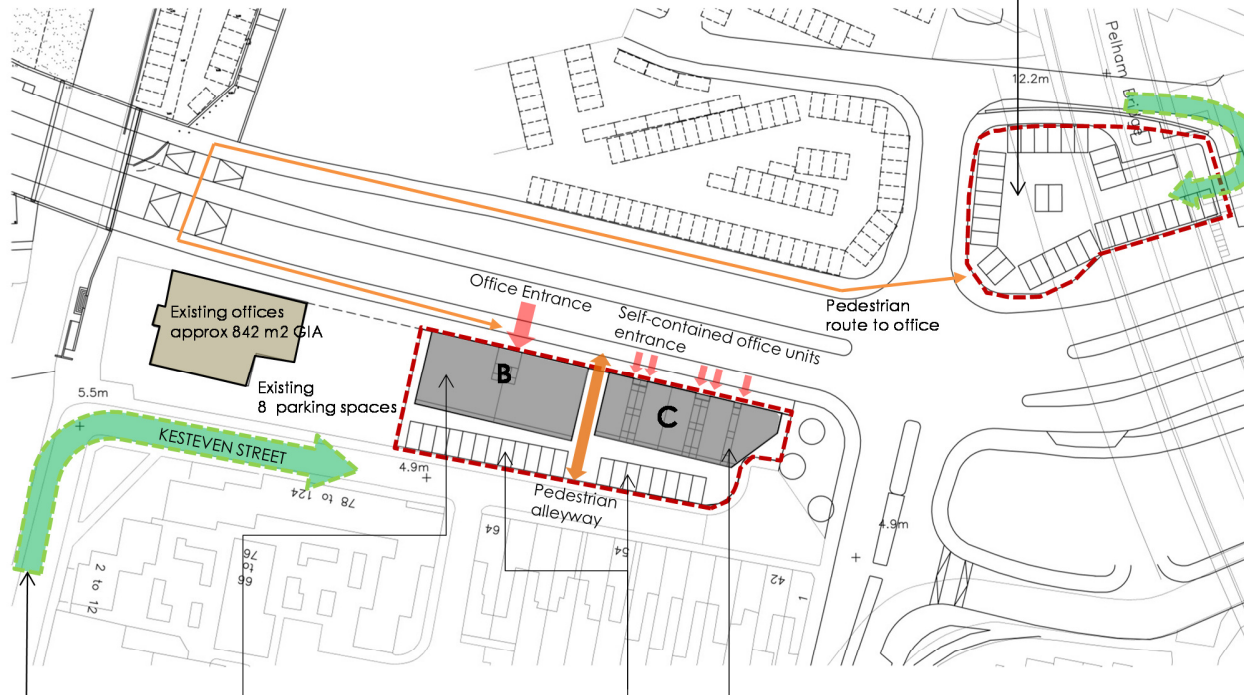 Pelham Bridge
12.2m
Office Entrance
Self-contained office units
entrance
Pedestrian
route to office
Existing offices
approx 842 m2 GIA
Existing
8 parking spaces
B
C
5.5m
KESTEVEN STREET
4.9m
78 to 124
Pedestrian
alleyway
4.9m
64
54
42
1
66
to
76
2 to 12